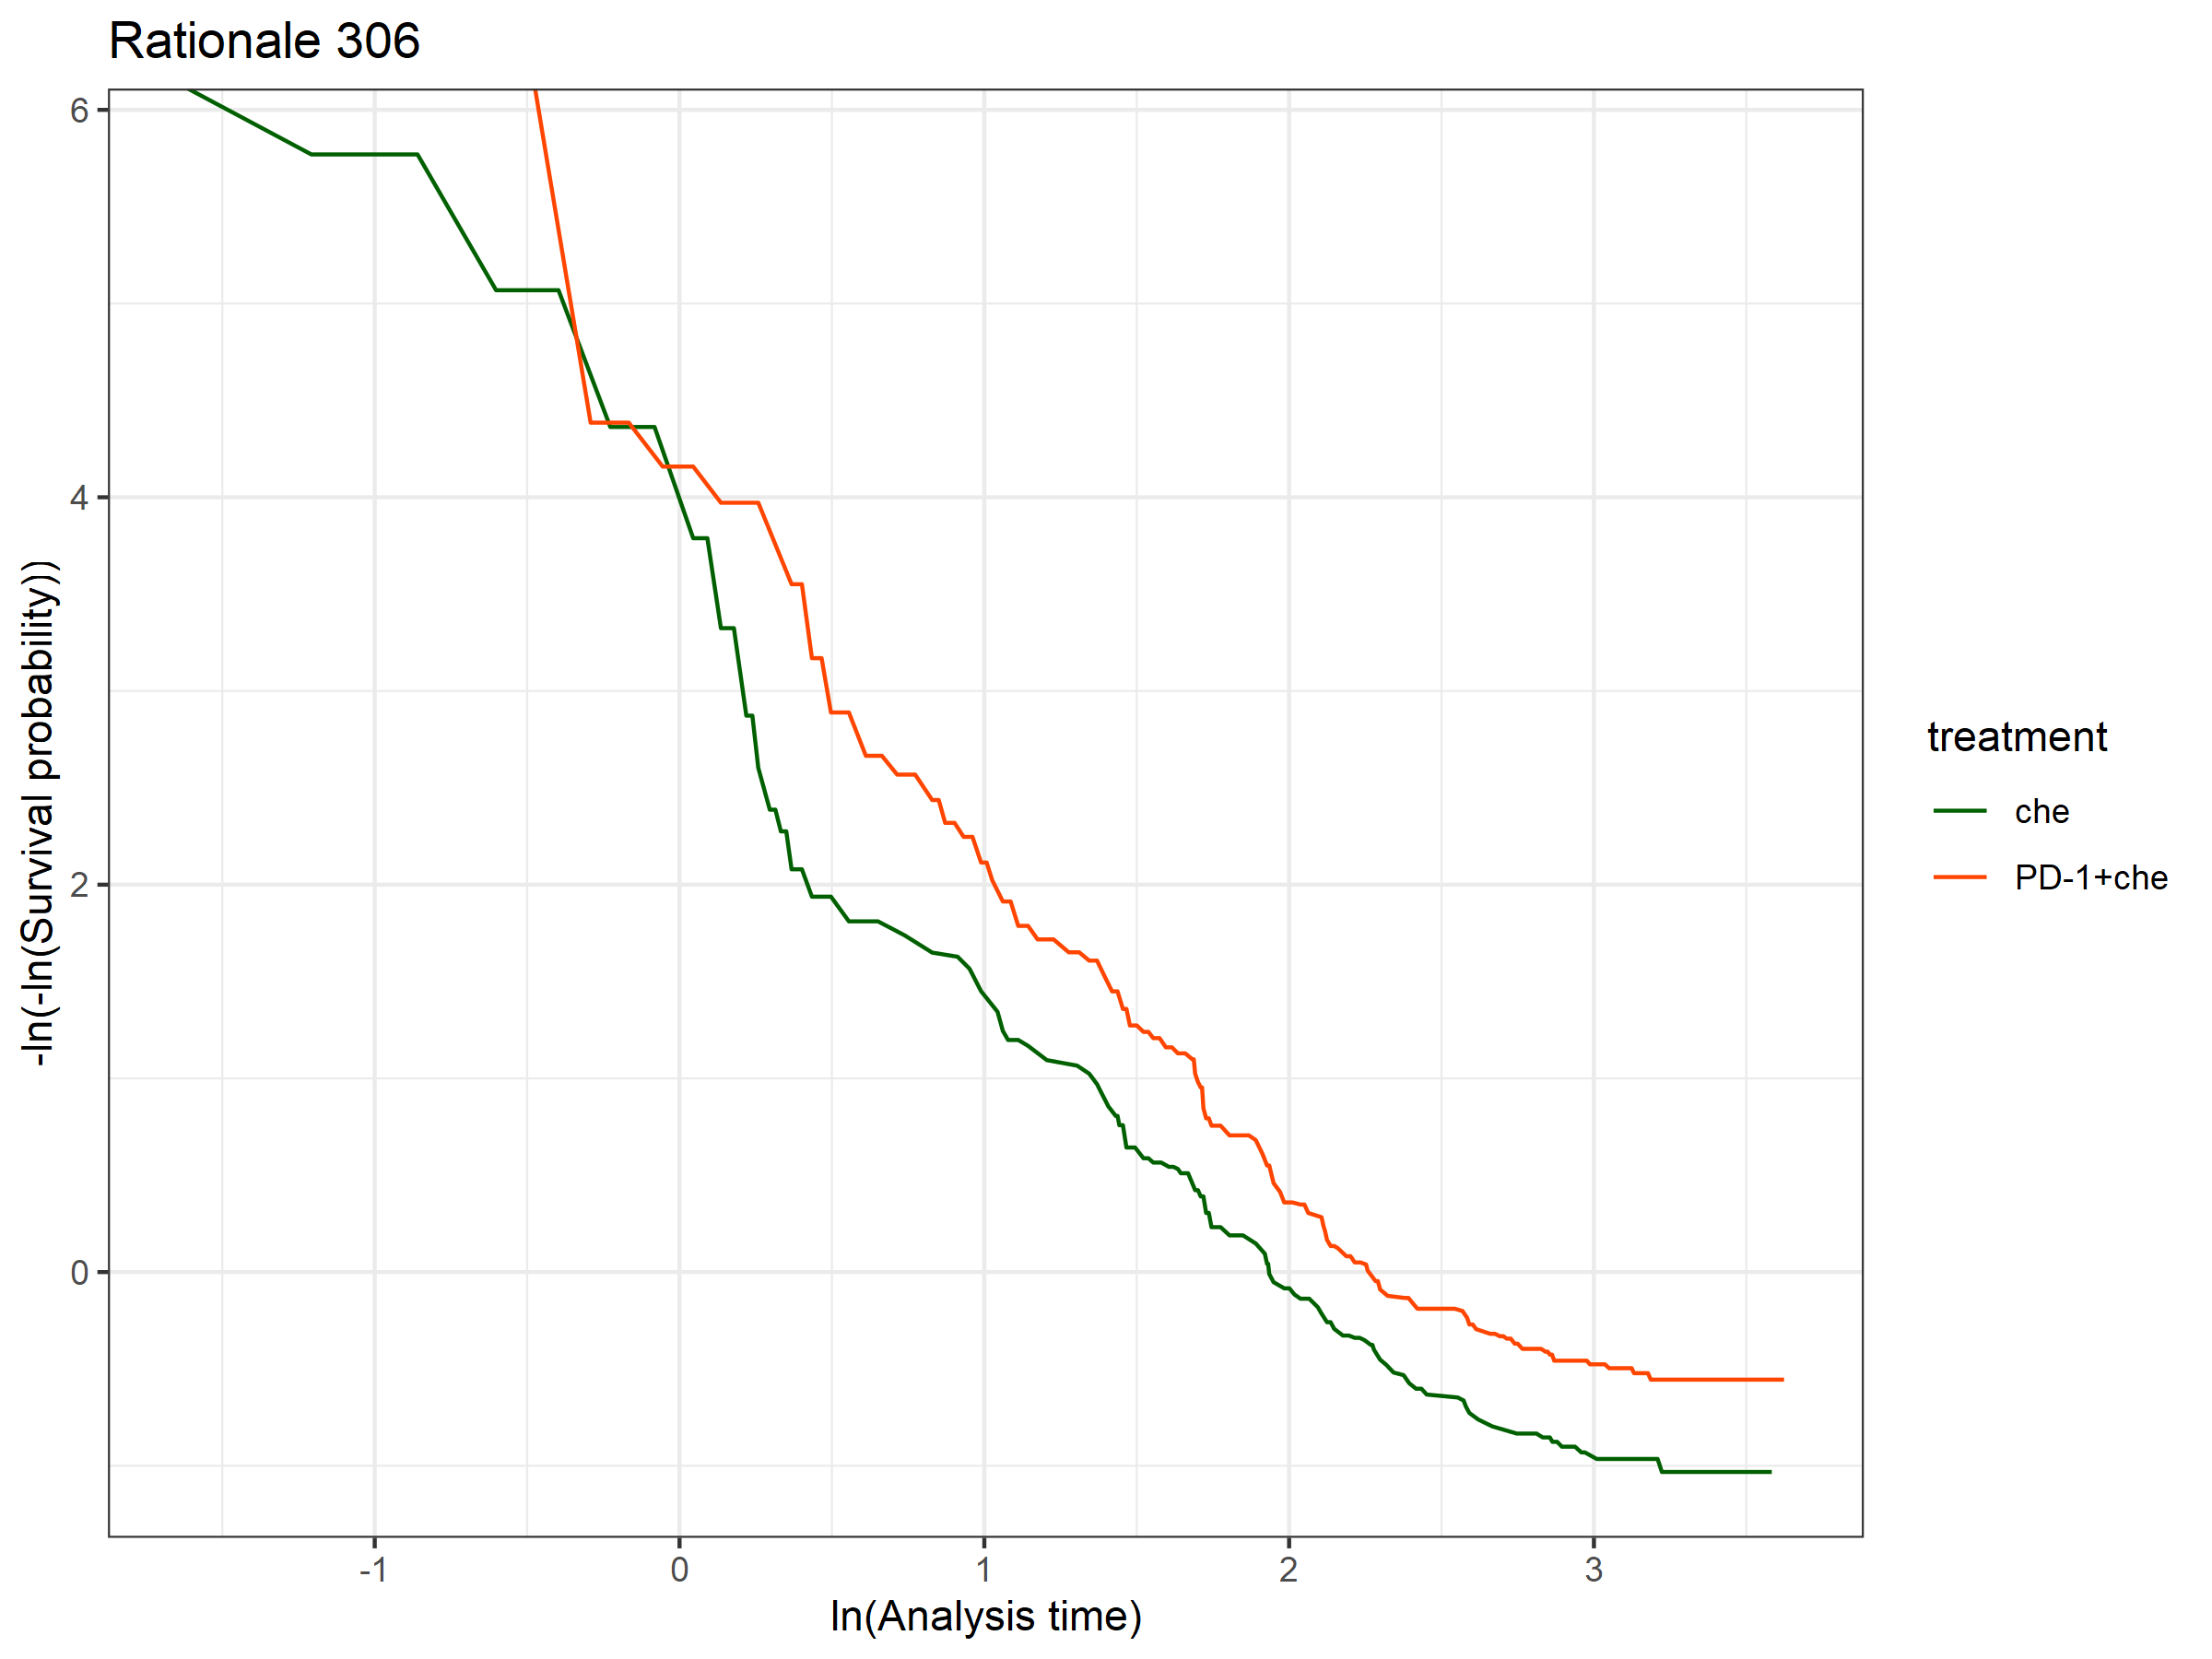 Rationale 306
6
4
2
0
-ln(-ln(Survival probability))
-1
0
1
2
3
ln(Analysis time)
treatment
che
PD-1+che